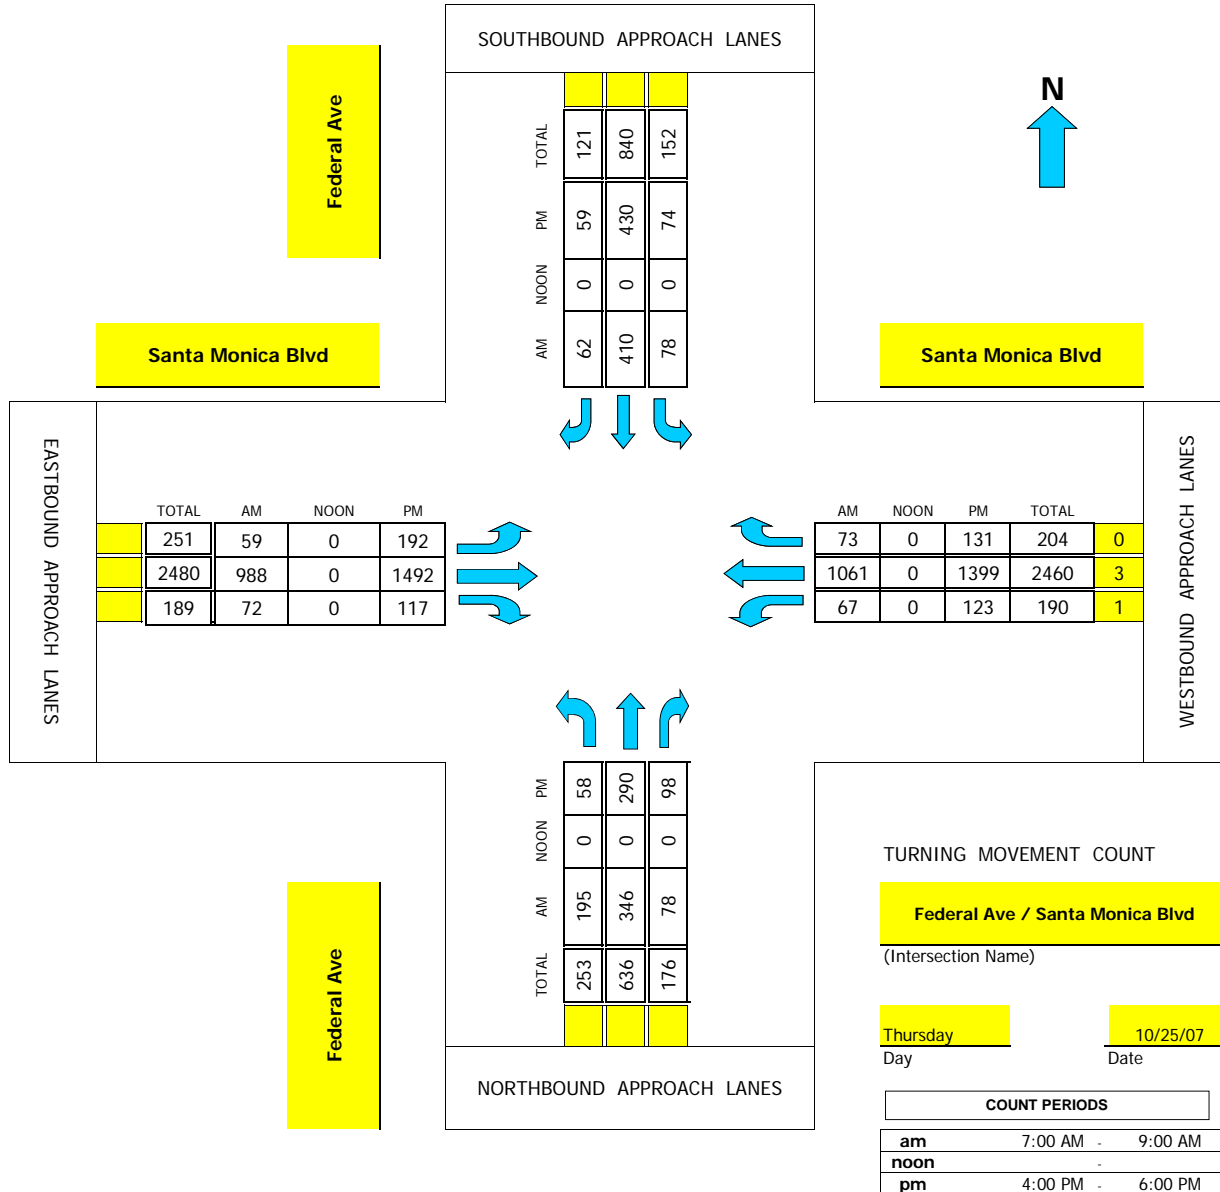 SOUTHBOUND APPROACH LANES
Federal Ave
N
TOTAL 121 840 152
PM 59 430 74
NOON 0 0 0
AM 62 410 78
Santa Monica Blvd
Santa Monica Blvd
EASTBOUND APPROACH LANES
TOTAL AM NOON PM
251 59 0 192
2480 988 0 1492
189 72 0 117
AM NOON PM TOTAL
73 0 131 204 0
1061 0 1399 2460 3
67 0 123 190 1
WESTBOUND APPROACH LANES
PM 58 290 98
NOON 0 0 0
AM 195 346 78
TOTAL 253 636 176
Federal Ave
NORTHBOUND APPROACH LANES
TURNING MOVEMENT COUNT
Federal Ave / Santa Monica Blvd
(Intersection Name)
Thursday 10/25/07
Day Date
COUNT PERIODS
am 7:00 AM - 9:00 AM
noon -
pm 4:00 PM - 6:00 PM